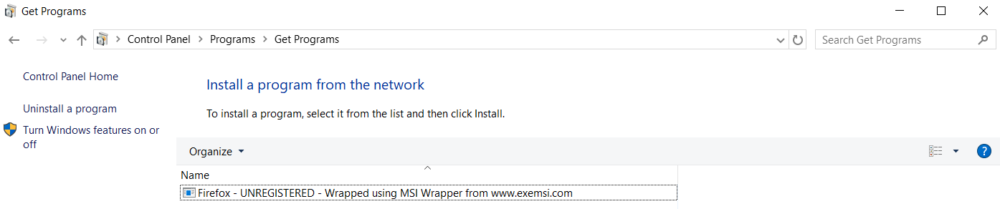 Get Programs
Control Panel Programs Get Programs
Search Get Programs
Control Panel Home
Uninstall a program
Turn Windows features on or
off
Install a program from the network
To install a program, select it from the list and then click Install.
Organize
?
Name
Firefox - UNREGISTERED - Wrapped using MSI Wrapper from www.exemsi.com